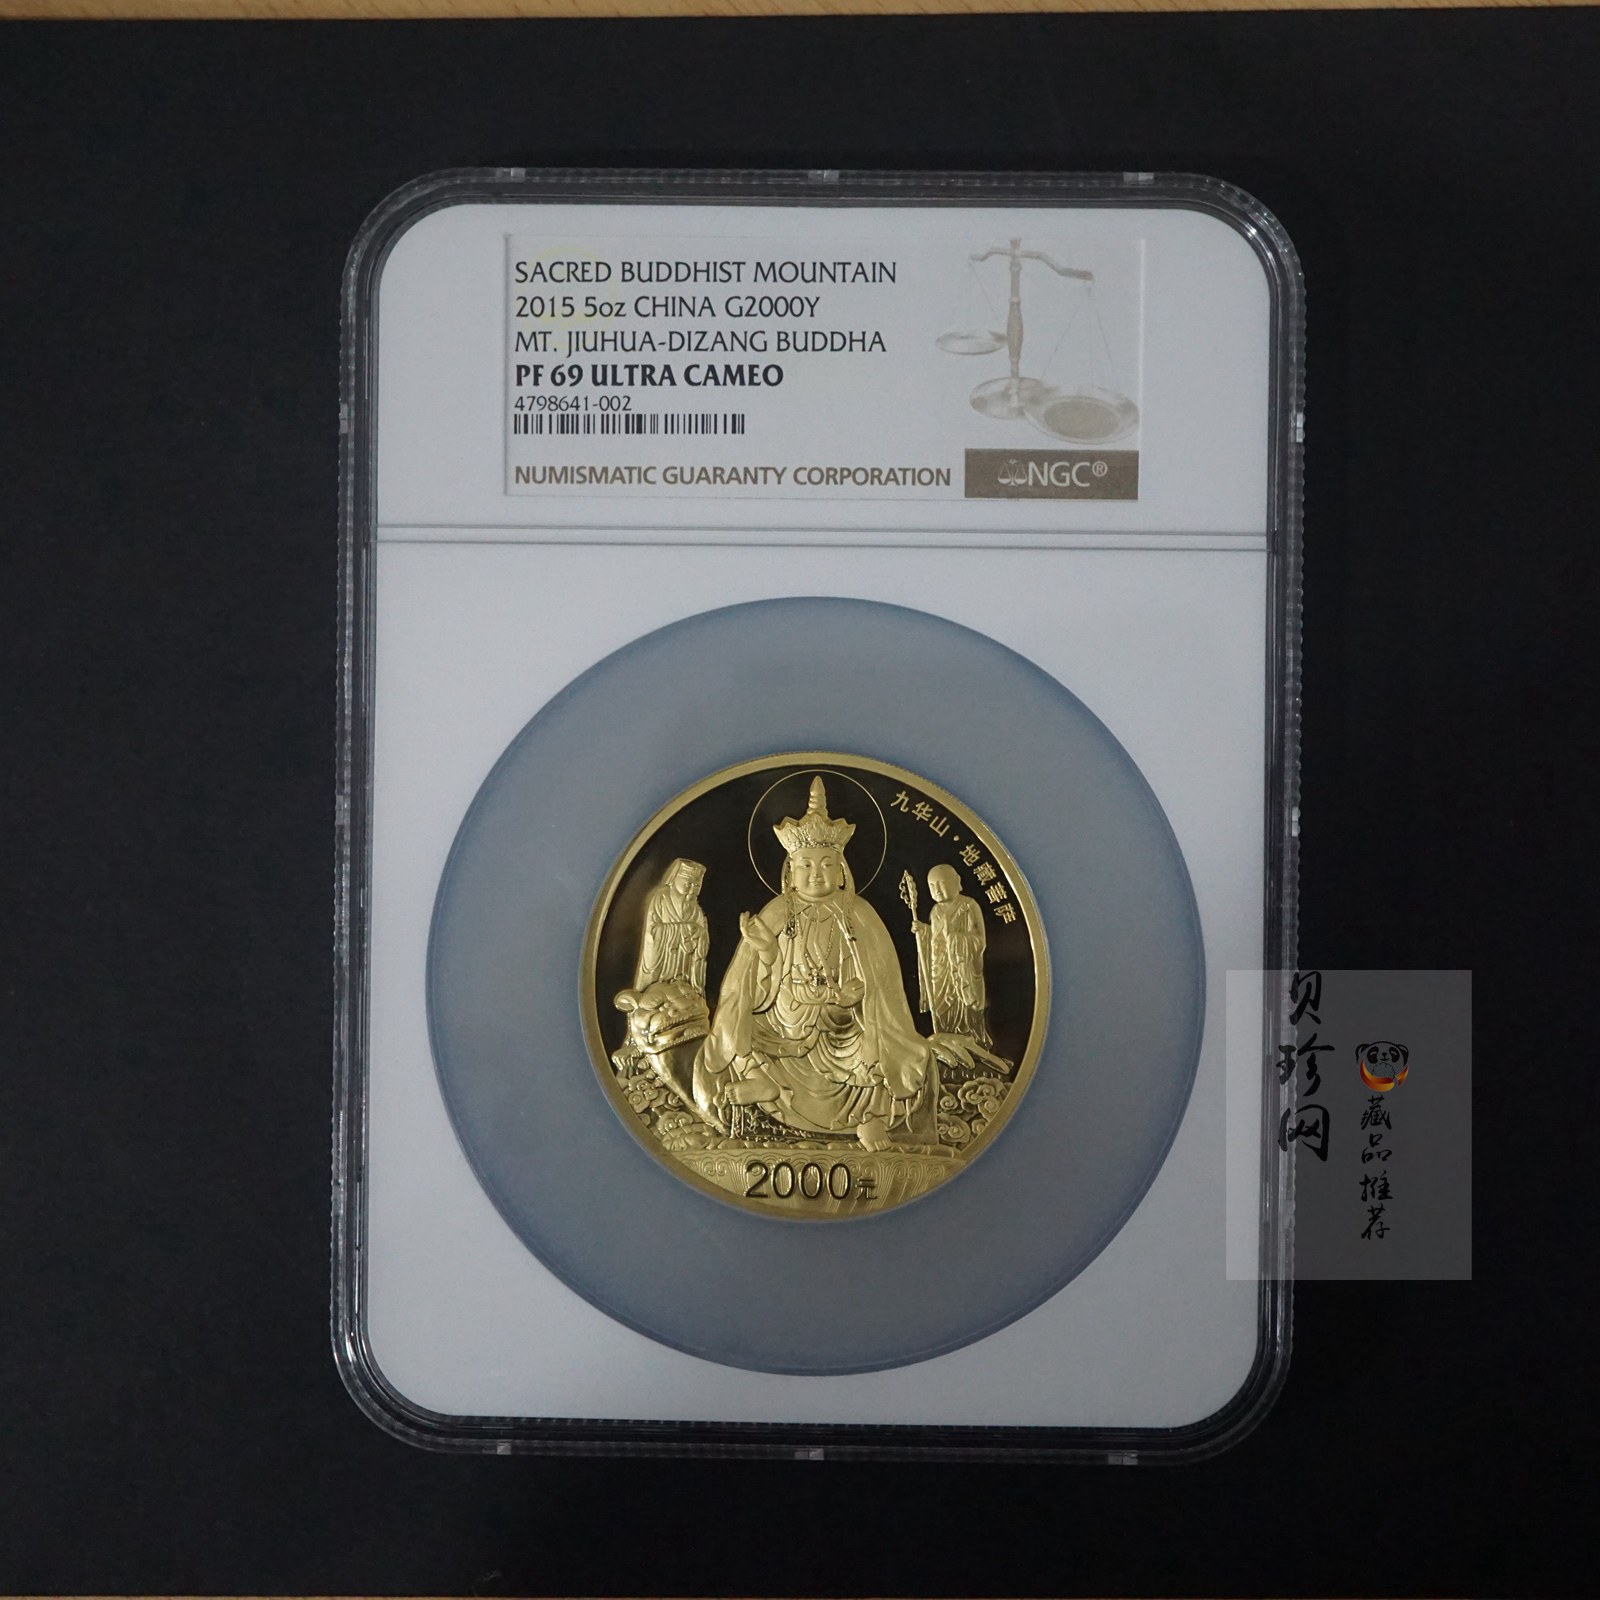 SACRED BUDDHIST MOUNTAIN
2015 5oz CHINA G2000Y
MT. JIUHUA-DIZANG BUDDHA
PF 69 ULTRA CAMEO
4798641-002
NUMISMATIC GUARANTY CORPORATION
NGC®
九华山·地藏菩萨
2000元
贝珍网
藏品推荐